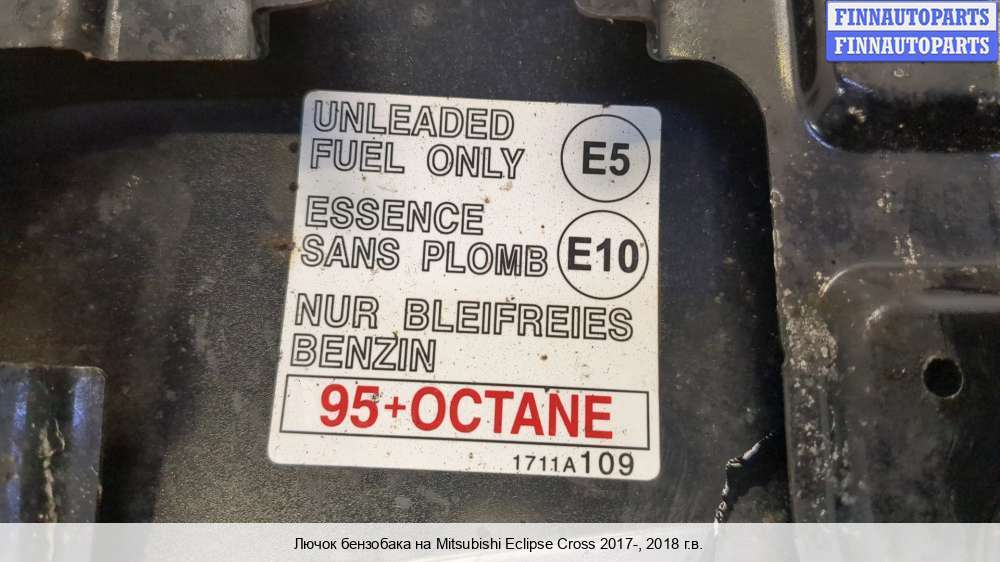 FINNAUTOPARTS
FINNAUTOPARTS
UNLEADED
FUEL ONLY
E5
ESSENCE
SANS PLOMB
E10
NUR BLEIFREIES
BENZIN
95+OCTANE
1711A109
Лючок бензобака на Mitsubishi Eclipse Cross 2017-, 2018 г.в.